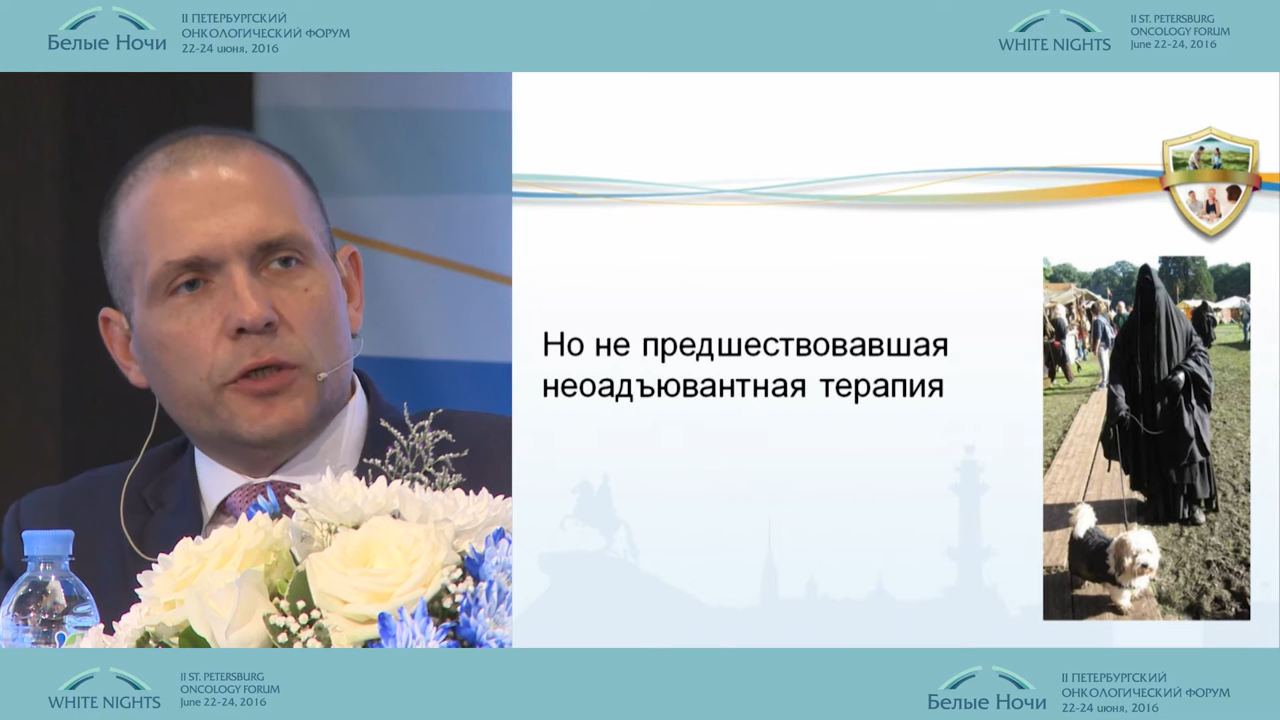 Белые Ночи
II ПЕТЕРБУРГСКИЙ
ОНКОЛОГИЧЕСКИЙ ФОРУМ
22-24 июня, 2016
WHITE NIGHTS
II ST. PETERSBURG
ONCOLOGY FORUM
June 22-24, 2016
Но не предшествовавшая
неоадъювантная терапия
WHITE NIGHTS
II ST. PETERSBURG
ONCOLOGY FORUM
June 22-24, 2016
Белые Ночи
II ПЕТЕРБУРГСКИЙ
ОНКОЛОГИЧЕСКИЙ ФОРУМ
22-24 июня, 2016